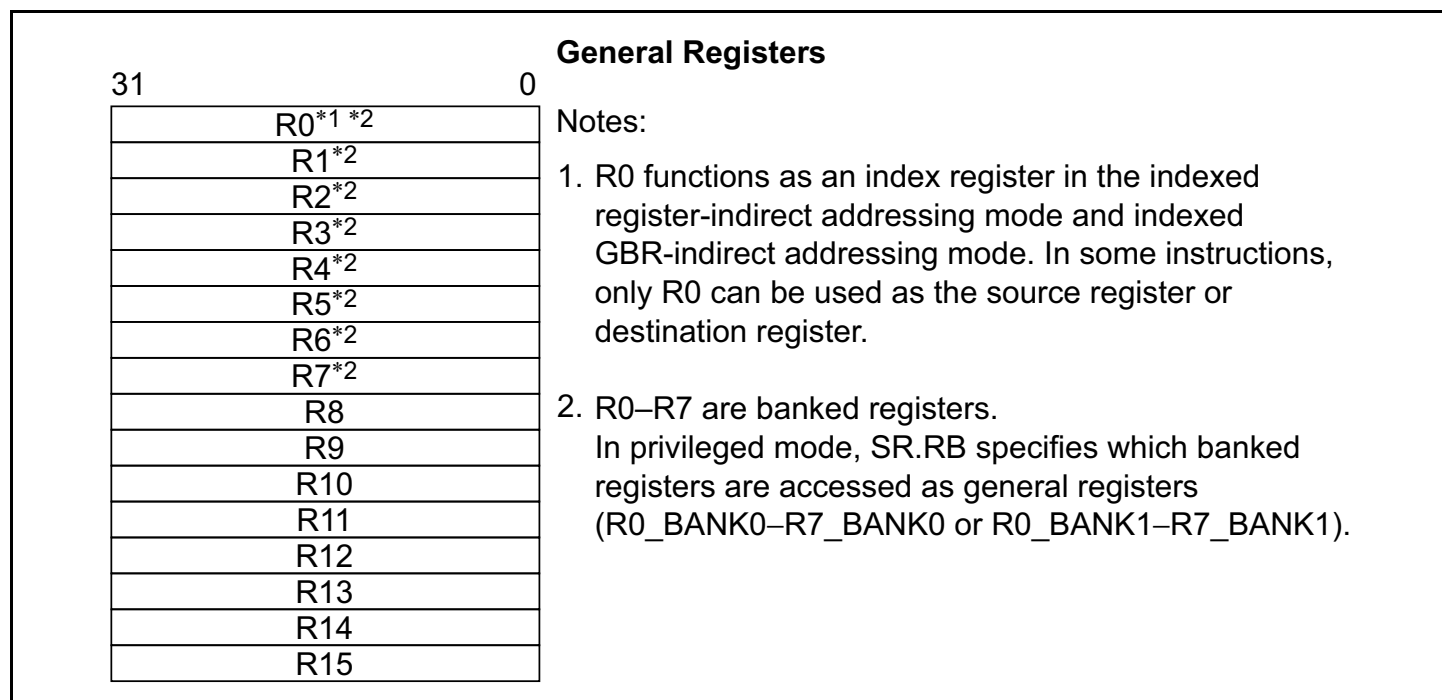 General Registers
31 0
R0*1 *2
R1*2
R2*2
R3*2
R4*2
R5*2
R6*2
R7*2
R8
R9
R10
R11
R12
R13
R14
R15
Notes:
1. R0 functions as an index register in the indexed
register-indirect addressing mode and indexed
GBR-indirect addressing mode. In some instructions,
only R0 can be used as the source register or
destination register.
2. R0–R7 are banked registers.
In privileged mode, SR.RB specifies which banked
registers are accessed as general registers
(R0_BANK0–R7_BANK0 or R0_BANK1–R7_BANK1).